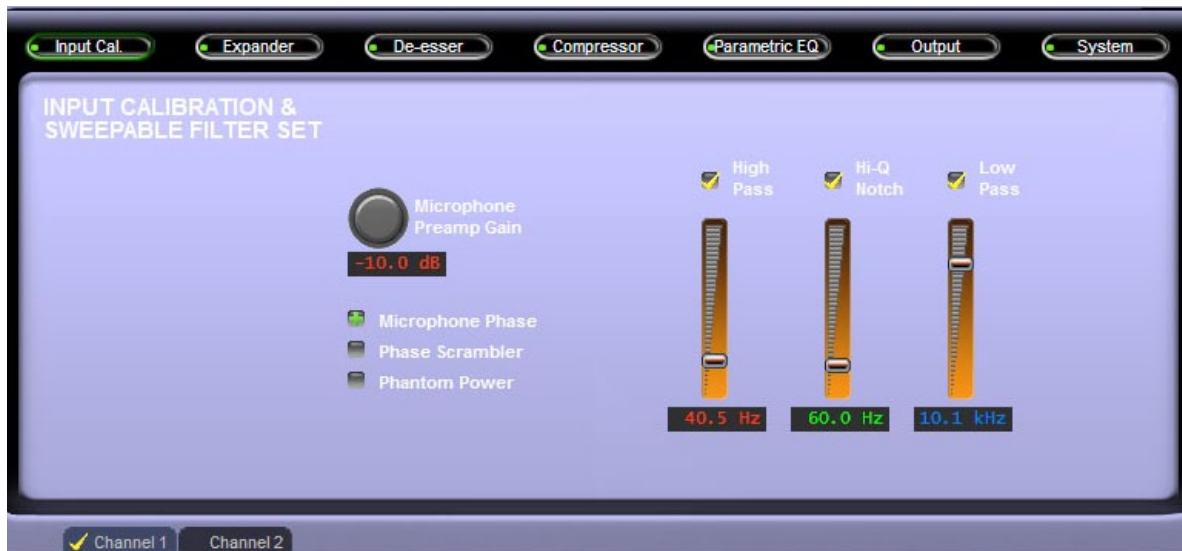 Input Cal. Expander De-esser Compressor Parametric EQ Output System
INPUT CALIBRATION &
SWEEPABLE FILTER SET
High Pass
Hi-Q Notch
Low Pass
Microphone
Preamp Gain
-10.0 dB
Microphone Phase
Phase Scrambler
Phantom Power
40.5 Hz 60.0 Hz 10.1 kHz
Channel 1 Channel 2